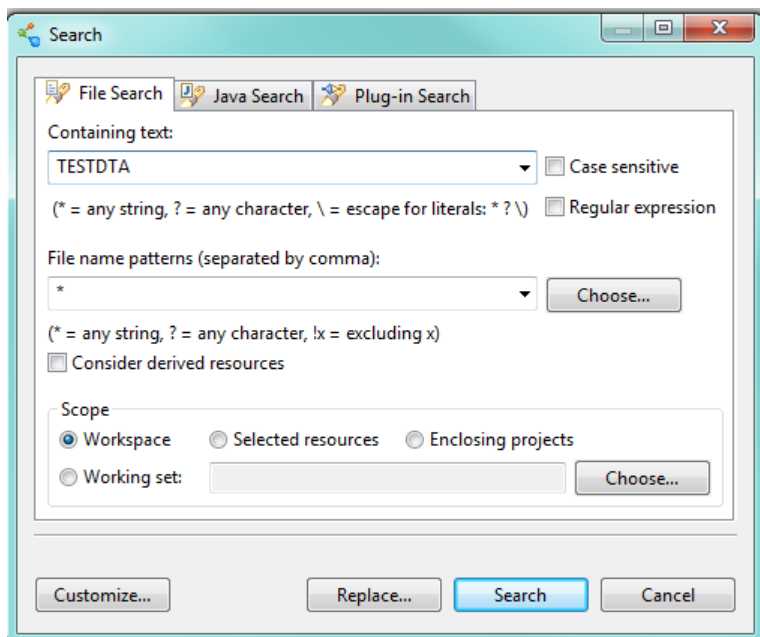 Search
File Search Java Search Plug-in Search
Containing text:
TESTDTA Case sensitive
(* = any string, ? = any character, \ = escape for literals: * ? \) Regular expression
File name patterns (separated by comma):
* Choose...
(* = any string, ? = any character, !x = excluding x)
Consider derived resources
Scope
Workspace Selected resources Enclosing projects
Working set: Choose...
Customize... Replace... Search Cancel